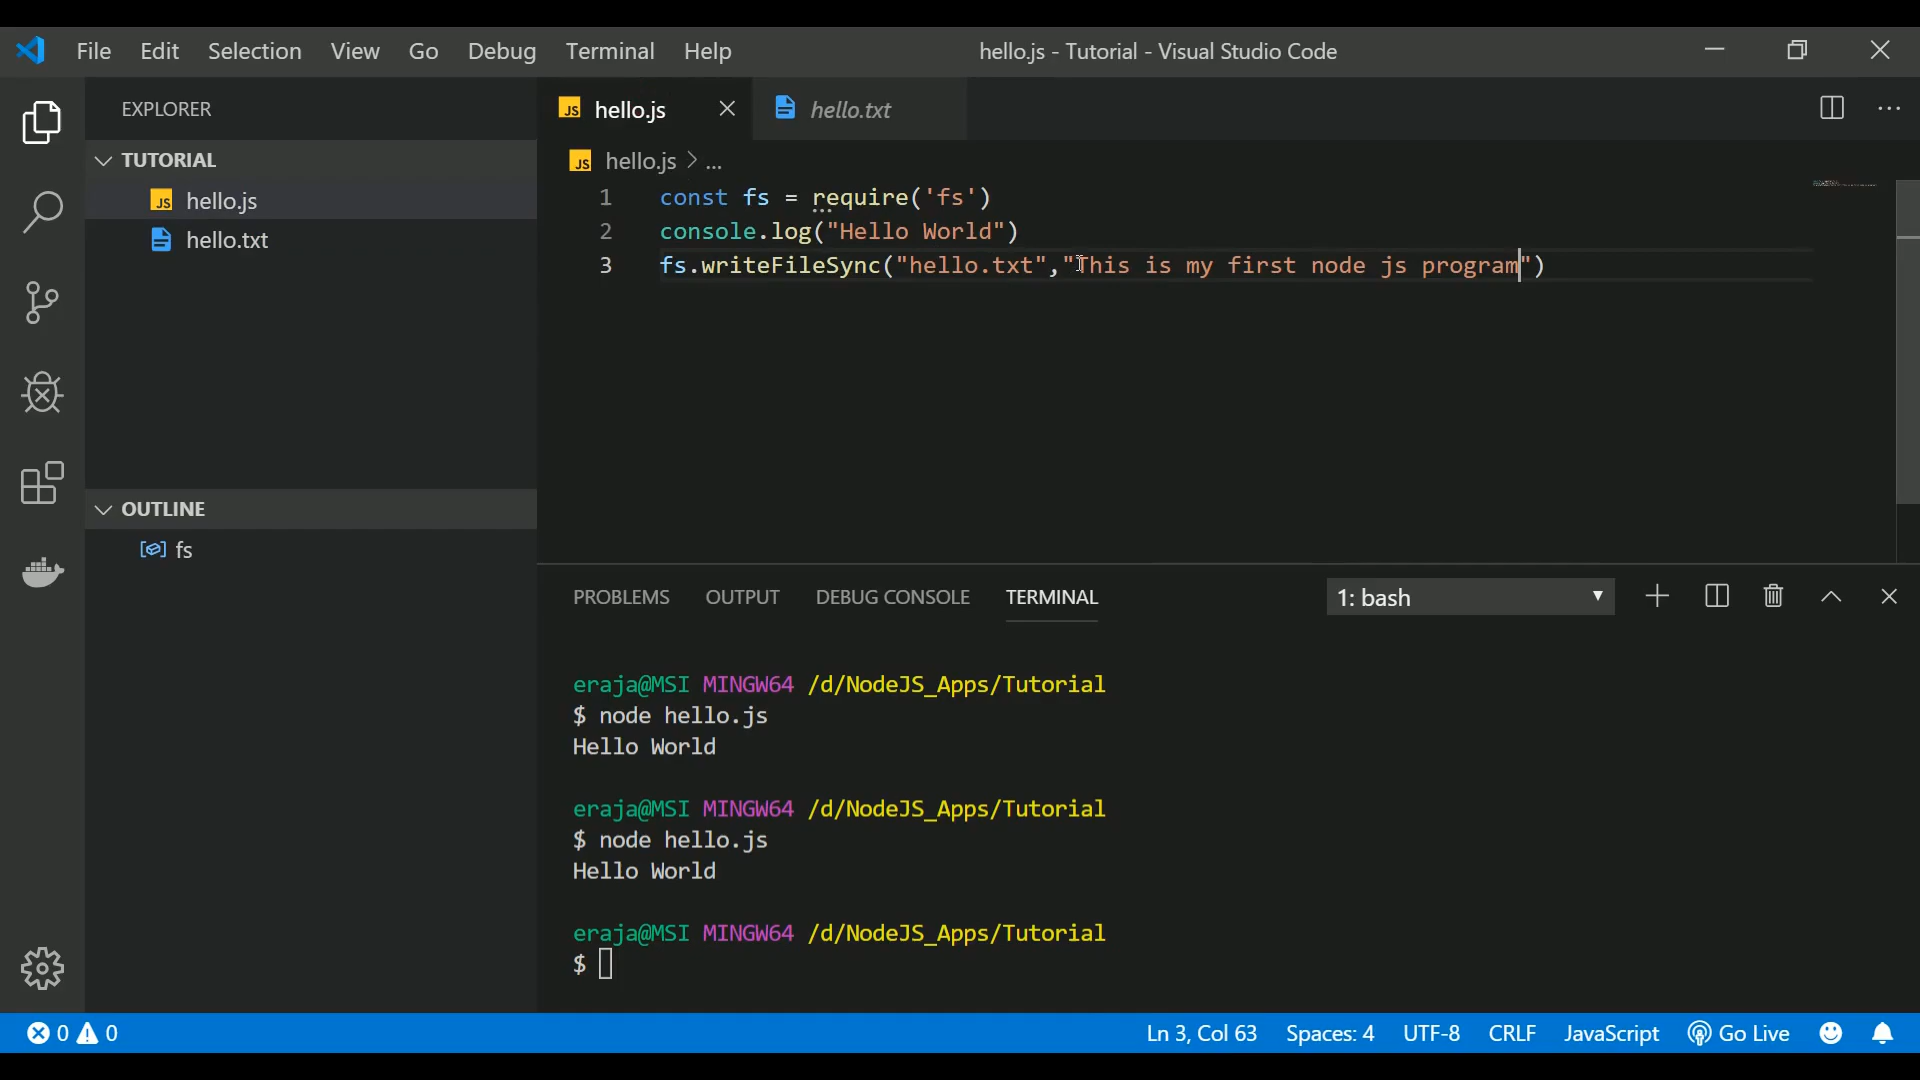 File Edit Selection View Go Debug Terminal Help hello.js - Tutorial - Visual Studio Code
EXPLORER
TUTORIAL
JS hello.js
hello.txt
OUTLINE
fs
JS hello.js hello.txt
JS hello.js > ...
1 const fs = require('fs')
2 console.log("Hello World")
3 fs.writeFileSync("hello.txt","This is my first node js program")
PROBLEMS OUTPUT DEBUG CONSOLE TERMINAL 1: bash
eraja@MSI MINGW64 /d/NodeJS_Apps/Tutorial
$ node hello.js
Hello World
eraja@MSI MINGW64 /d/NodeJS_Apps/Tutorial
$ node hello.js
Hello World
eraja@MSI MINGW64 /d/NodeJS_Apps/Tutorial
$
0 0 Ln 3, Col 63 Spaces: 4 UTF-8 CRLF JavaScript Go Live